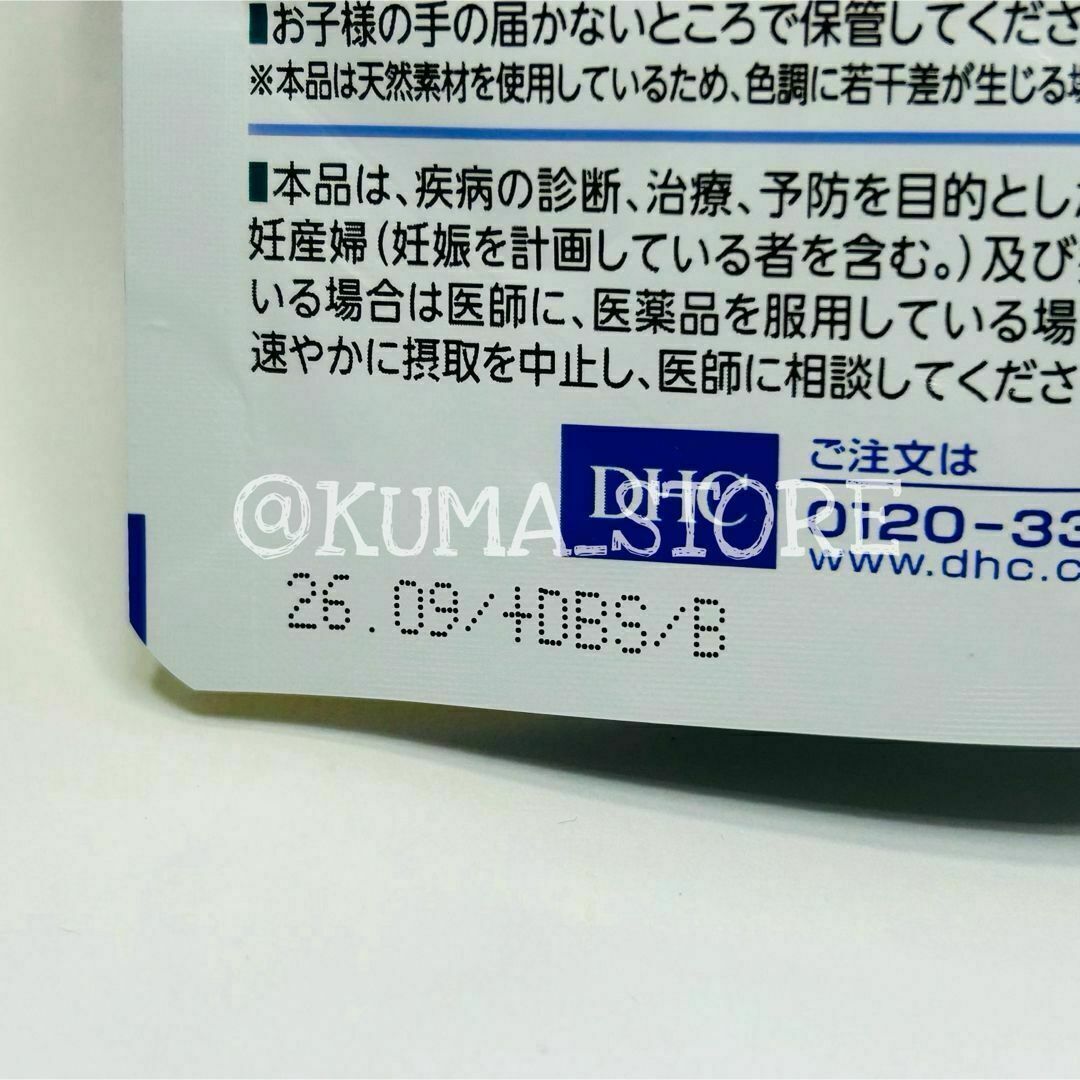 ■お子様の手の届かないところで保管してくださ
※本品は天然素材を使用しているため、色調に若干差が生じる場
■本品は、疾病の診断、治療、予防を目的とした
妊産婦(妊娠を計画している者を含む。)及び
いる場合は医師に、医薬品を服用している場
速やかに摂取を中止し、医師に相談してくださ
DHC
ご注文は
0120-33
www.dhc.c
@KUMA_STORE
26.09/+DBS/B